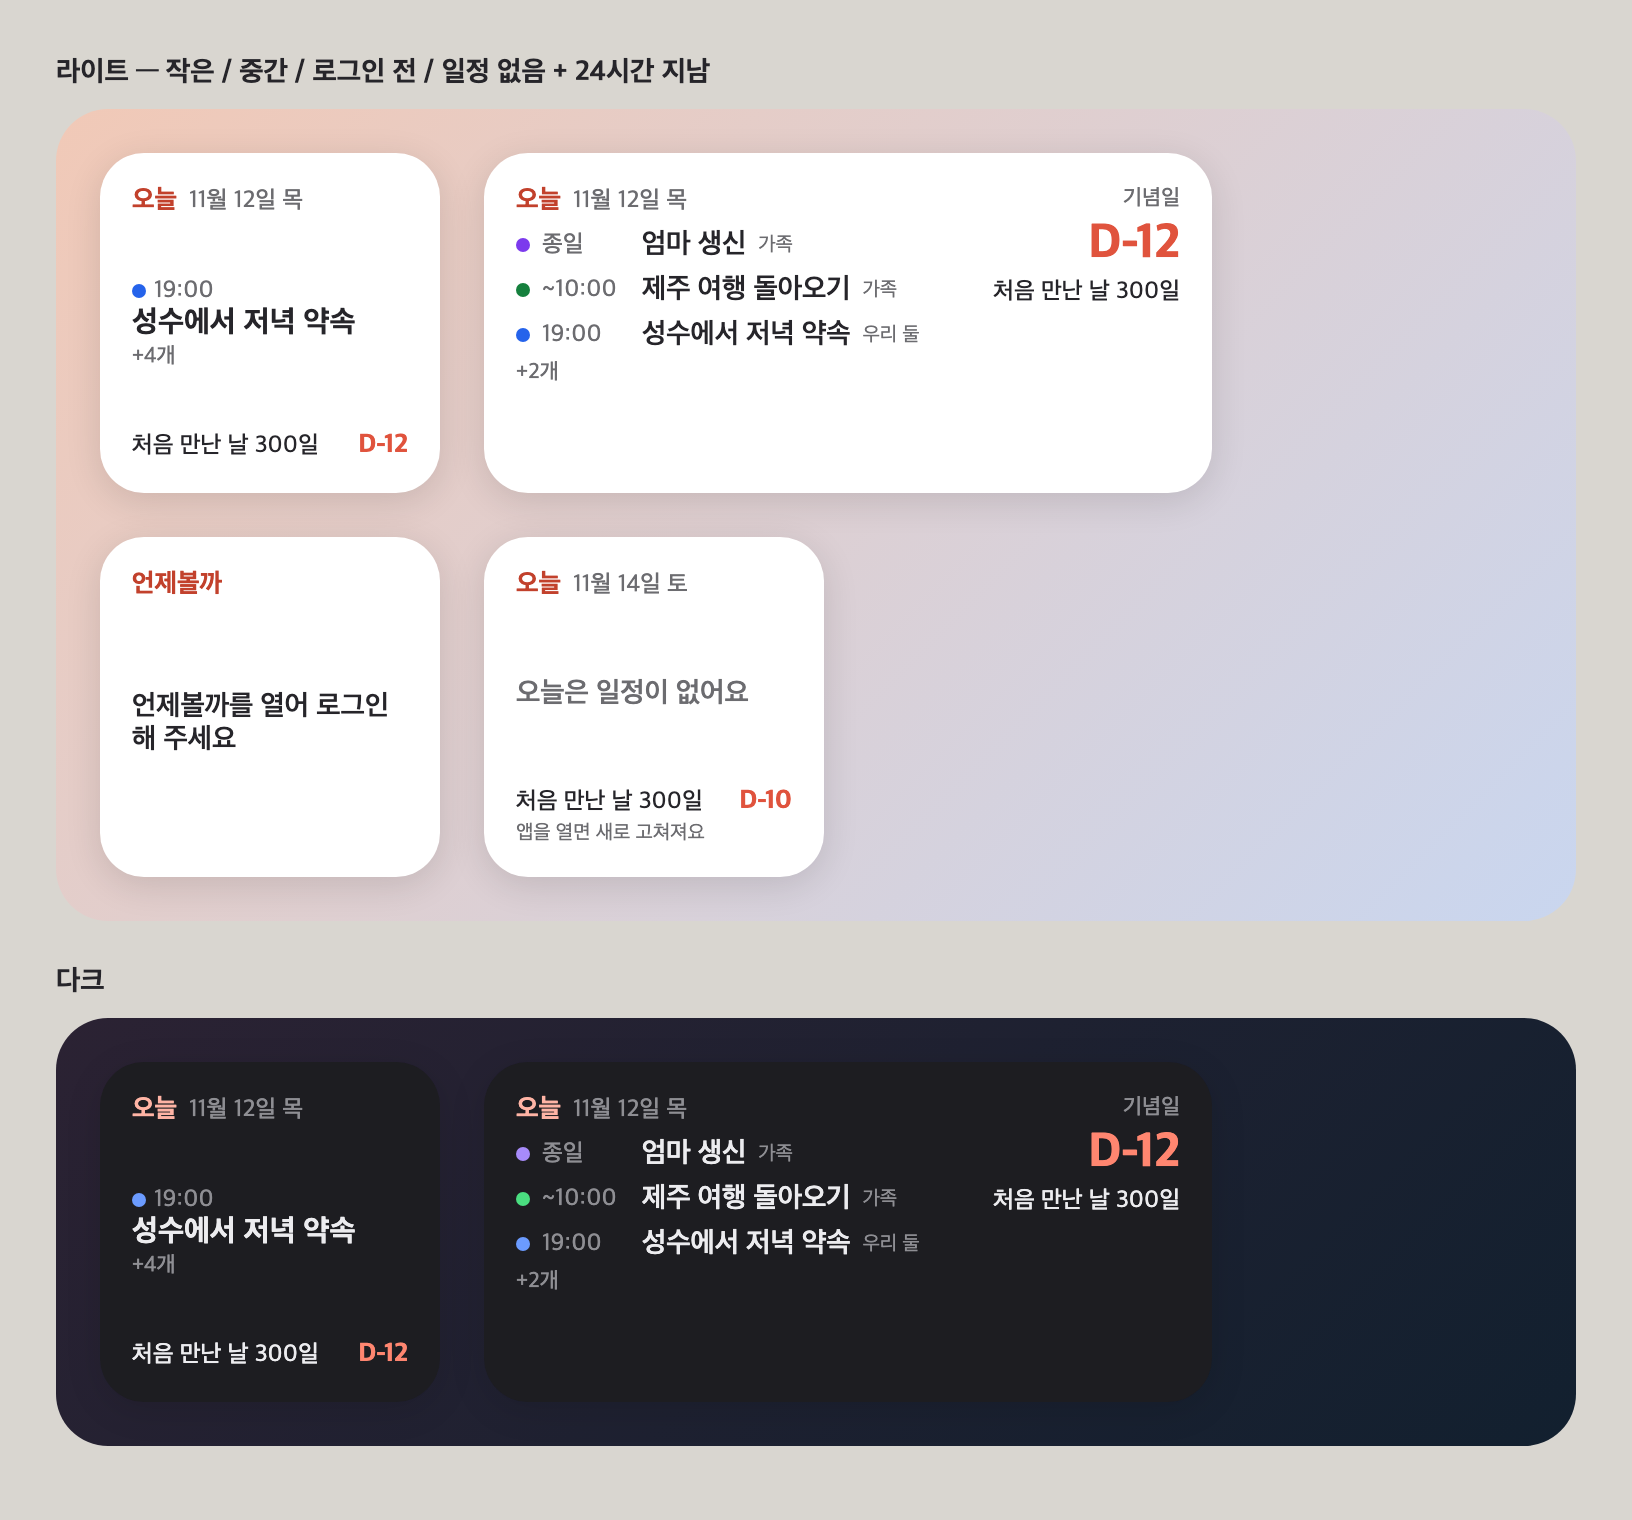 라이트 — 작은 / 중간 / 로그인 전 / 일정 없음 + 24시간 지남
오늘 11월 12일 목
19:00
성수에서 저녁 약속
+4개
처음 만난 날 300일 D-12
오늘 11월 12일 목
종일 엄마 생신 가족
~10:00 제주 여행 돌아오기 가족
19:00 성수에서 저녁 약속 우리 둘
+2개
기념일
D-12
처음 만난 날 300일
언제볼까
언제볼까를 열어 로그인
해 주세요
오늘 11월 14일 토
오늘은 일정이 없어요
처음 만난 날 300일 D-10
앱을 열면 새로 고쳐져요
다크
오늘 11월 12일 목
19:00
성수에서 저녁 약속
+4개
처음 만난 날 300일 D-12
오늘 11월 12일 목
종일 엄마 생신 가족
~10:00 제주 여행 돌아오기 가족
19:00 성수에서 저녁 약속 우리 둘
+2개
기념일
D-12
처음 만난 날 300일